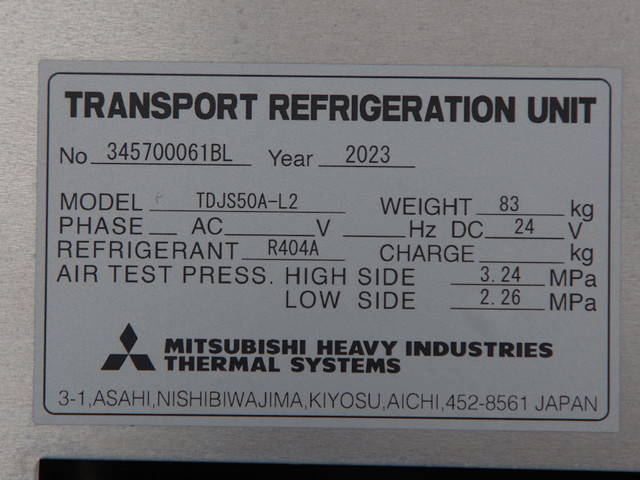 TRANSPORT REFRIGERATION UNIT
No 345700061BL Year 2023
MODEL TDJS50A-L2 WEIGHT 83 kg
PHASE AC V Hz DC 24 V
REFRIGERANT R404A CHARGE kg
AIR TEST PRESS. HIGH SIDE 3.24 MPa
LOW SIDE 2.26 MPa
MITSUBISHI HEAVY INDUSTRIES
THERMAL SYSTEMS
3-1,ASAHI,NISHIBIWAJIMA,KIYOSU,AICHI,452-8561 JAPAN